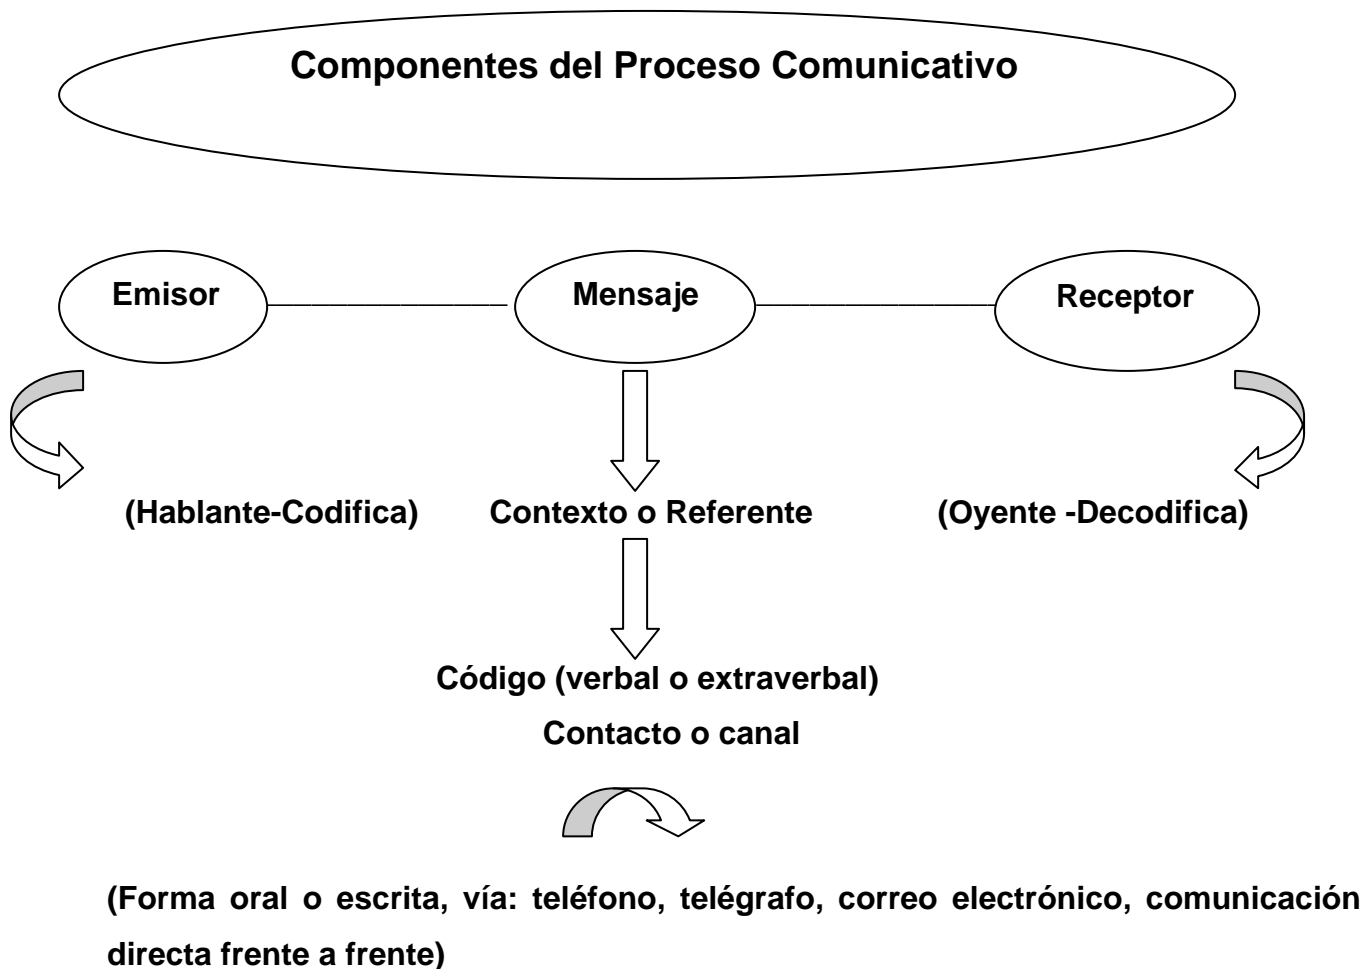 Componentes del Proceso Comunicativo
Emisor
Mensaje
Receptor
(Hablante-Codifica)
Contexto o Referente
(Oyente -Decodifica)
Código (verbal o extraverbal)
Contacto o canal
(Forma oral o escrita, vía: teléfono, telégrafo, correo electrónico, comunicación
directa frente a frente)